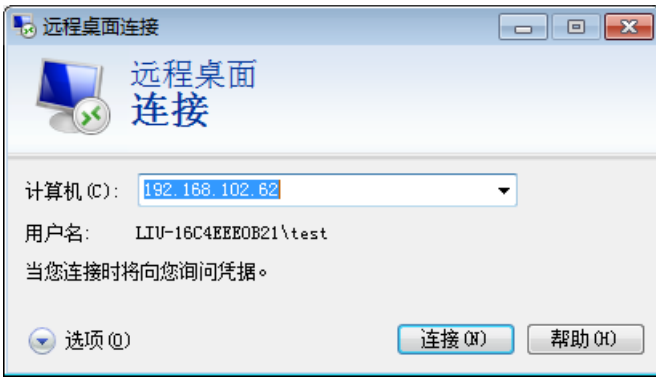 远程桌面连接
远程桌面
连接
计算机(C): 192.168.102.62
用户名: LIU-16C4EEE0B21\test
当您连接时将向您询问凭据。
选项(O) 连接(N) 帮助(H)